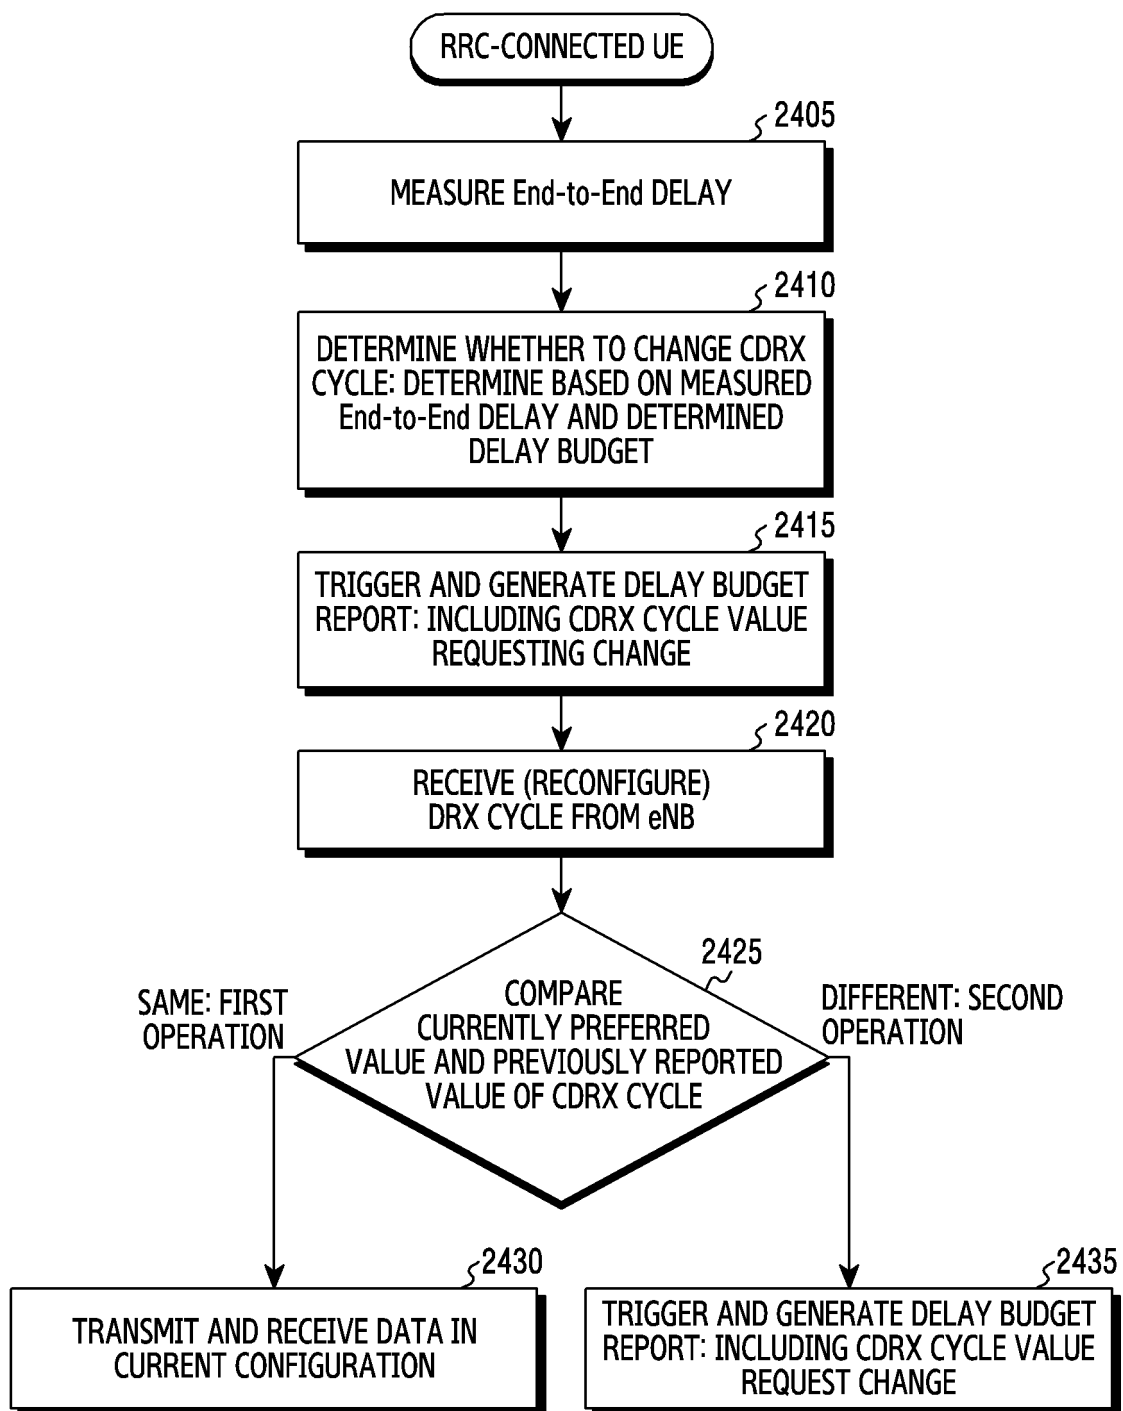 RRC-CONNECTED UE
2405
MEASURE End-to-End DELAY
2410
DETERMINE WHETHER TO CHANGE CDRX
CYCLE: DETERMINE BASED ON MEASURED
End-to-End DELAY AND DETERMINED
DELAY BUDGET
2415
TRIGGER AND GENERATE DELAY BUDGET
REPORT: INCLUDING CDRX CYCLE VALUE
REQUESTING CHANGE
2420
RECEIVE (RECONFIGURE)
DRX CYCLE FROM eNB
2425
COMPARE
CURRENTLY PREFERRED
VALUE AND PREVIOUSLY REPORTED
VALUE OF CDRX CYCLE
SAME: FIRST
OPERATION
DIFFERENT: SECOND
OPERATION
2430
TRANSMIT AND RECEIVE DATA IN
CURRENT CONFIGURATION
2435
TRIGGER AND GENERATE DELAY BUDGET
REPORT: INCLUDING CDRX CYCLE VALUE
REQUEST CHANGE